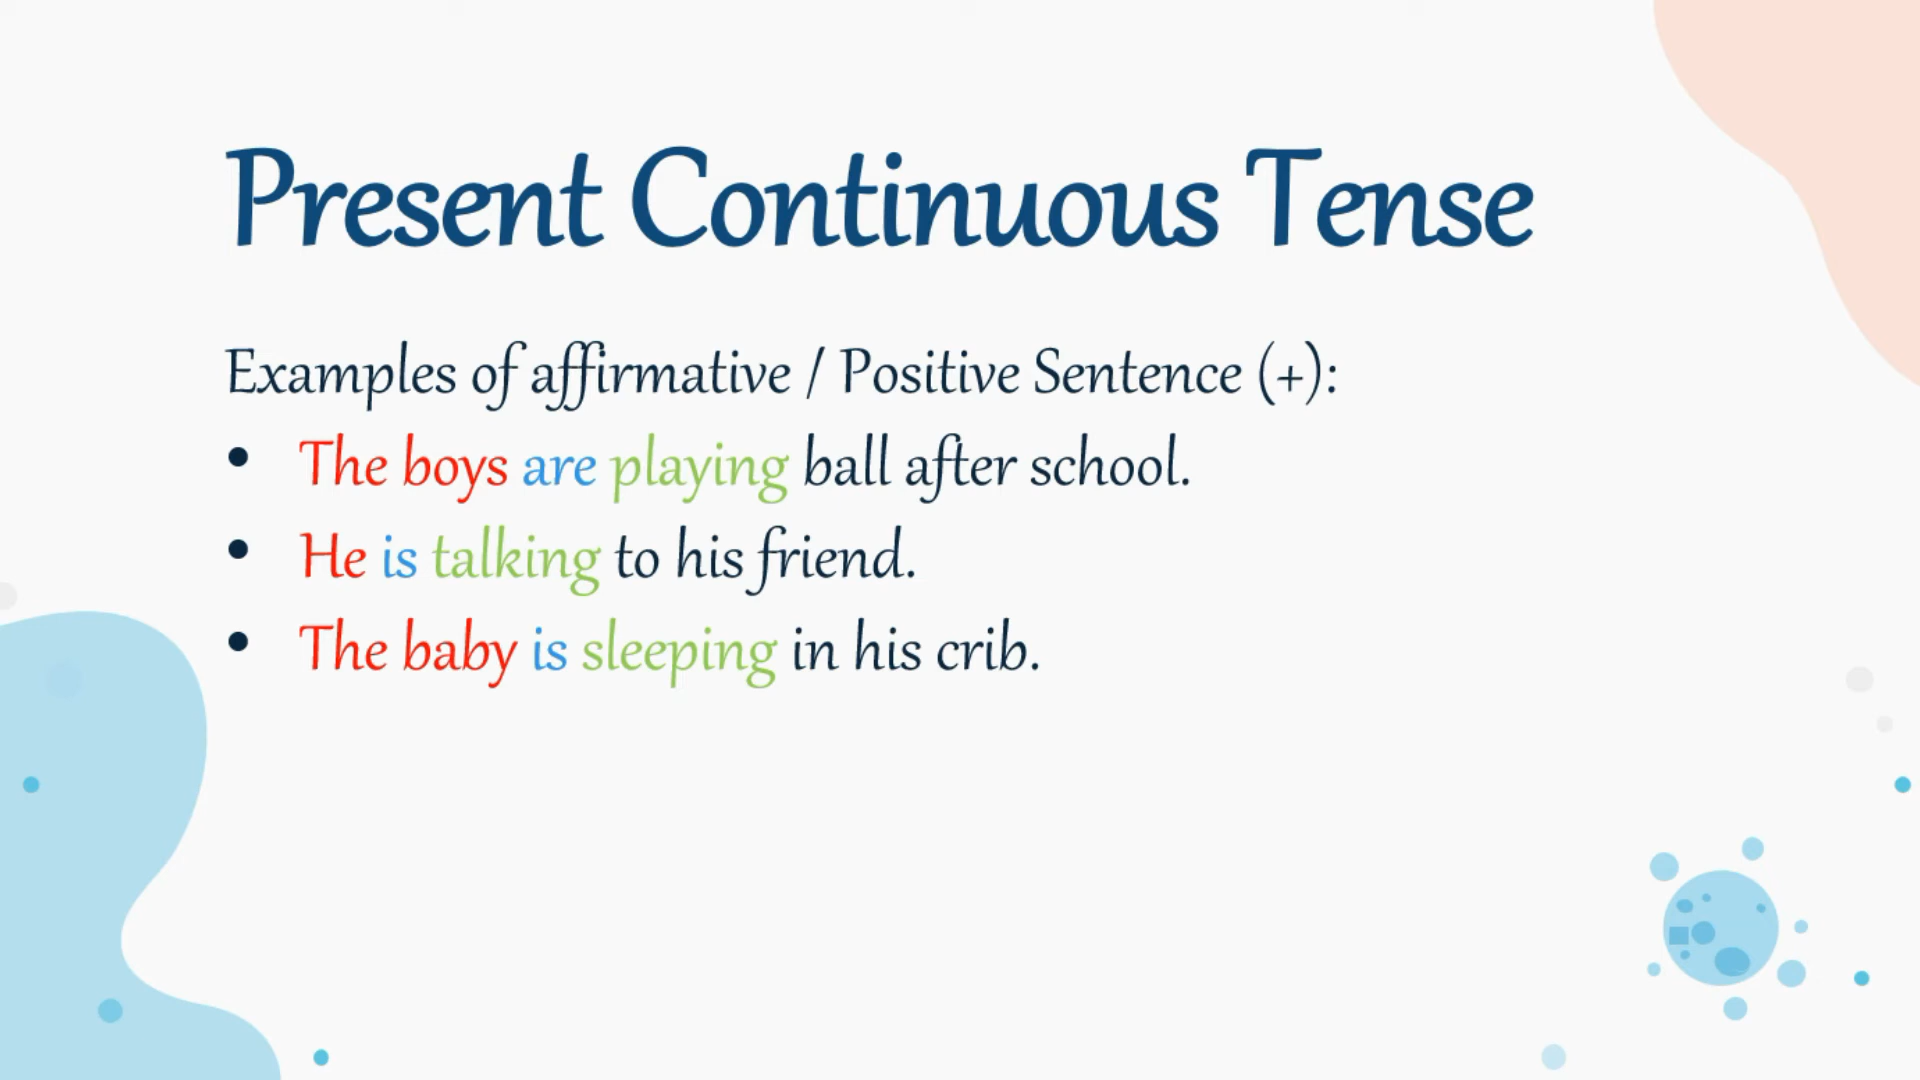 Present Continuous Tense
Examples of affirmative / Positive Sentence (+):
• The boys are playing ball after school.
• He is talking to his friend.
• The baby is sleeping in his crib.